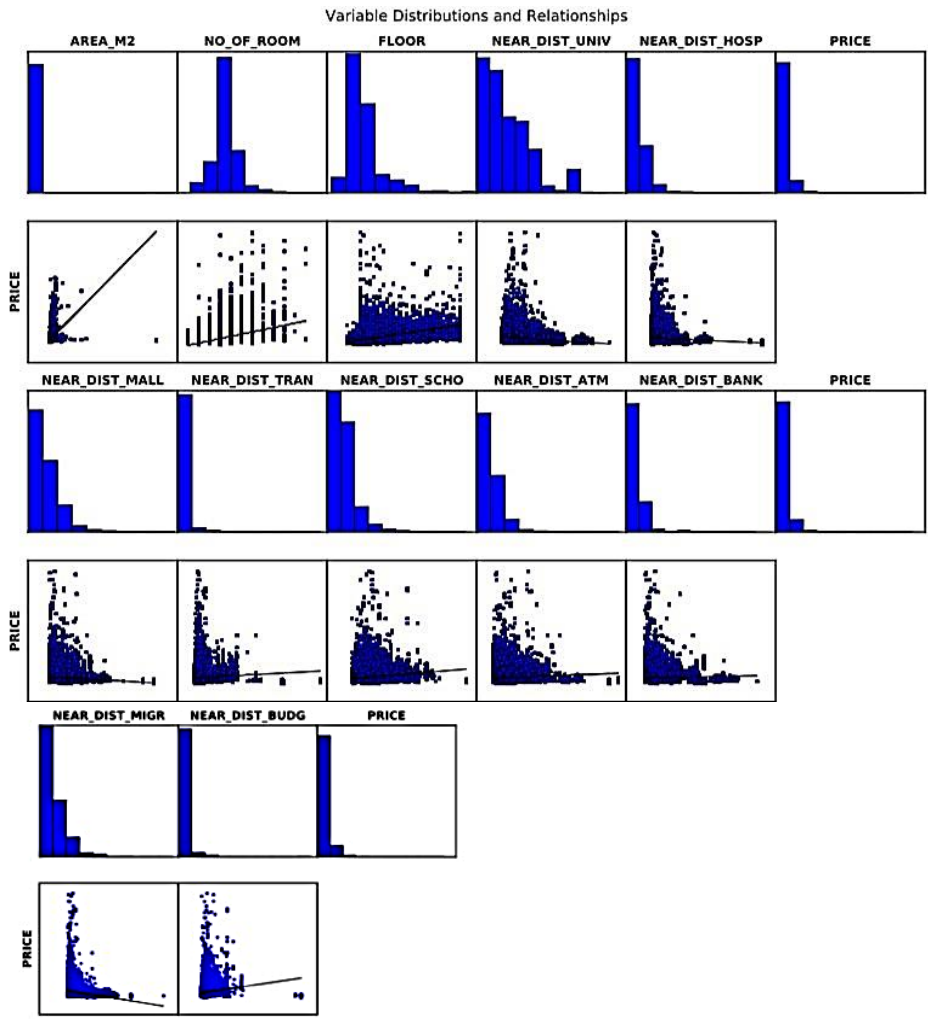 Variable Distributions and Relationships
AREA_M2 NO_OF_ROOM FLOOR NEAR_DIST_UNIV NEAR_DIST_HOSP PRICE
PRICE
NEAR_DIST_MALL NEAR_DIST_TRAN NEAR_DIST_SCHO NEAR_DIST_ATM NEAR_DIST_BANK PRICE
PRICE
NEAR_DIST_MIGR NEAR_DIST_BUDG PRICE
PRICE